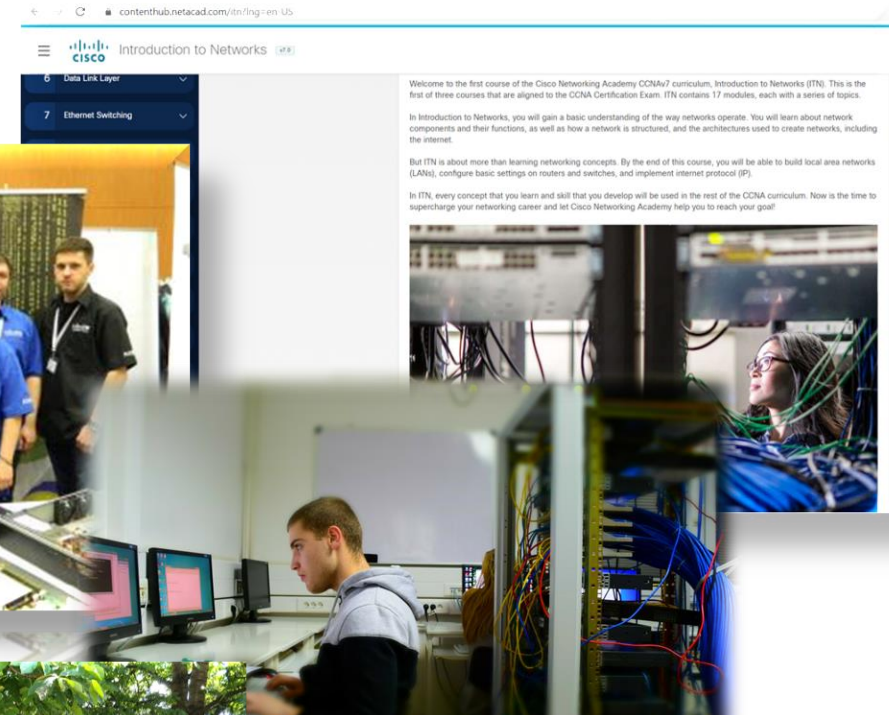 contenthub.netacad.com/itn/?lng=en-US
CISCO
Introduction to Networks
v7.0
6 Data Link Layer
7 Ethernet Switching
Welcome to the first course of the Cisco Networking Academy CCNAv7 curriculum, Introduction to Networks (ITN). This is the
first of three courses that are aligned to the CCNA Certification Exam. ITN contains 17 modules, each with a series of topics.
In Introduction to Networks, you will gain a basic understanding of the way networks operate. You will learn about network
components and their functions, as well as how a network is structured, and the architectures used to create networks, including
the internet.
But ITN is about more than learning networking concepts. By the end of this course, you will be able to build local area networks
(LANs), configure basic settings on routers and switches, and implement internet protocol (IP).
In ITN, every concept that you learn and skill that you develop will be used in the rest of the CCNA curriculum. Now is the time to
supercharge your networking career and let Cisco Networking Academy help you to reach your goal!